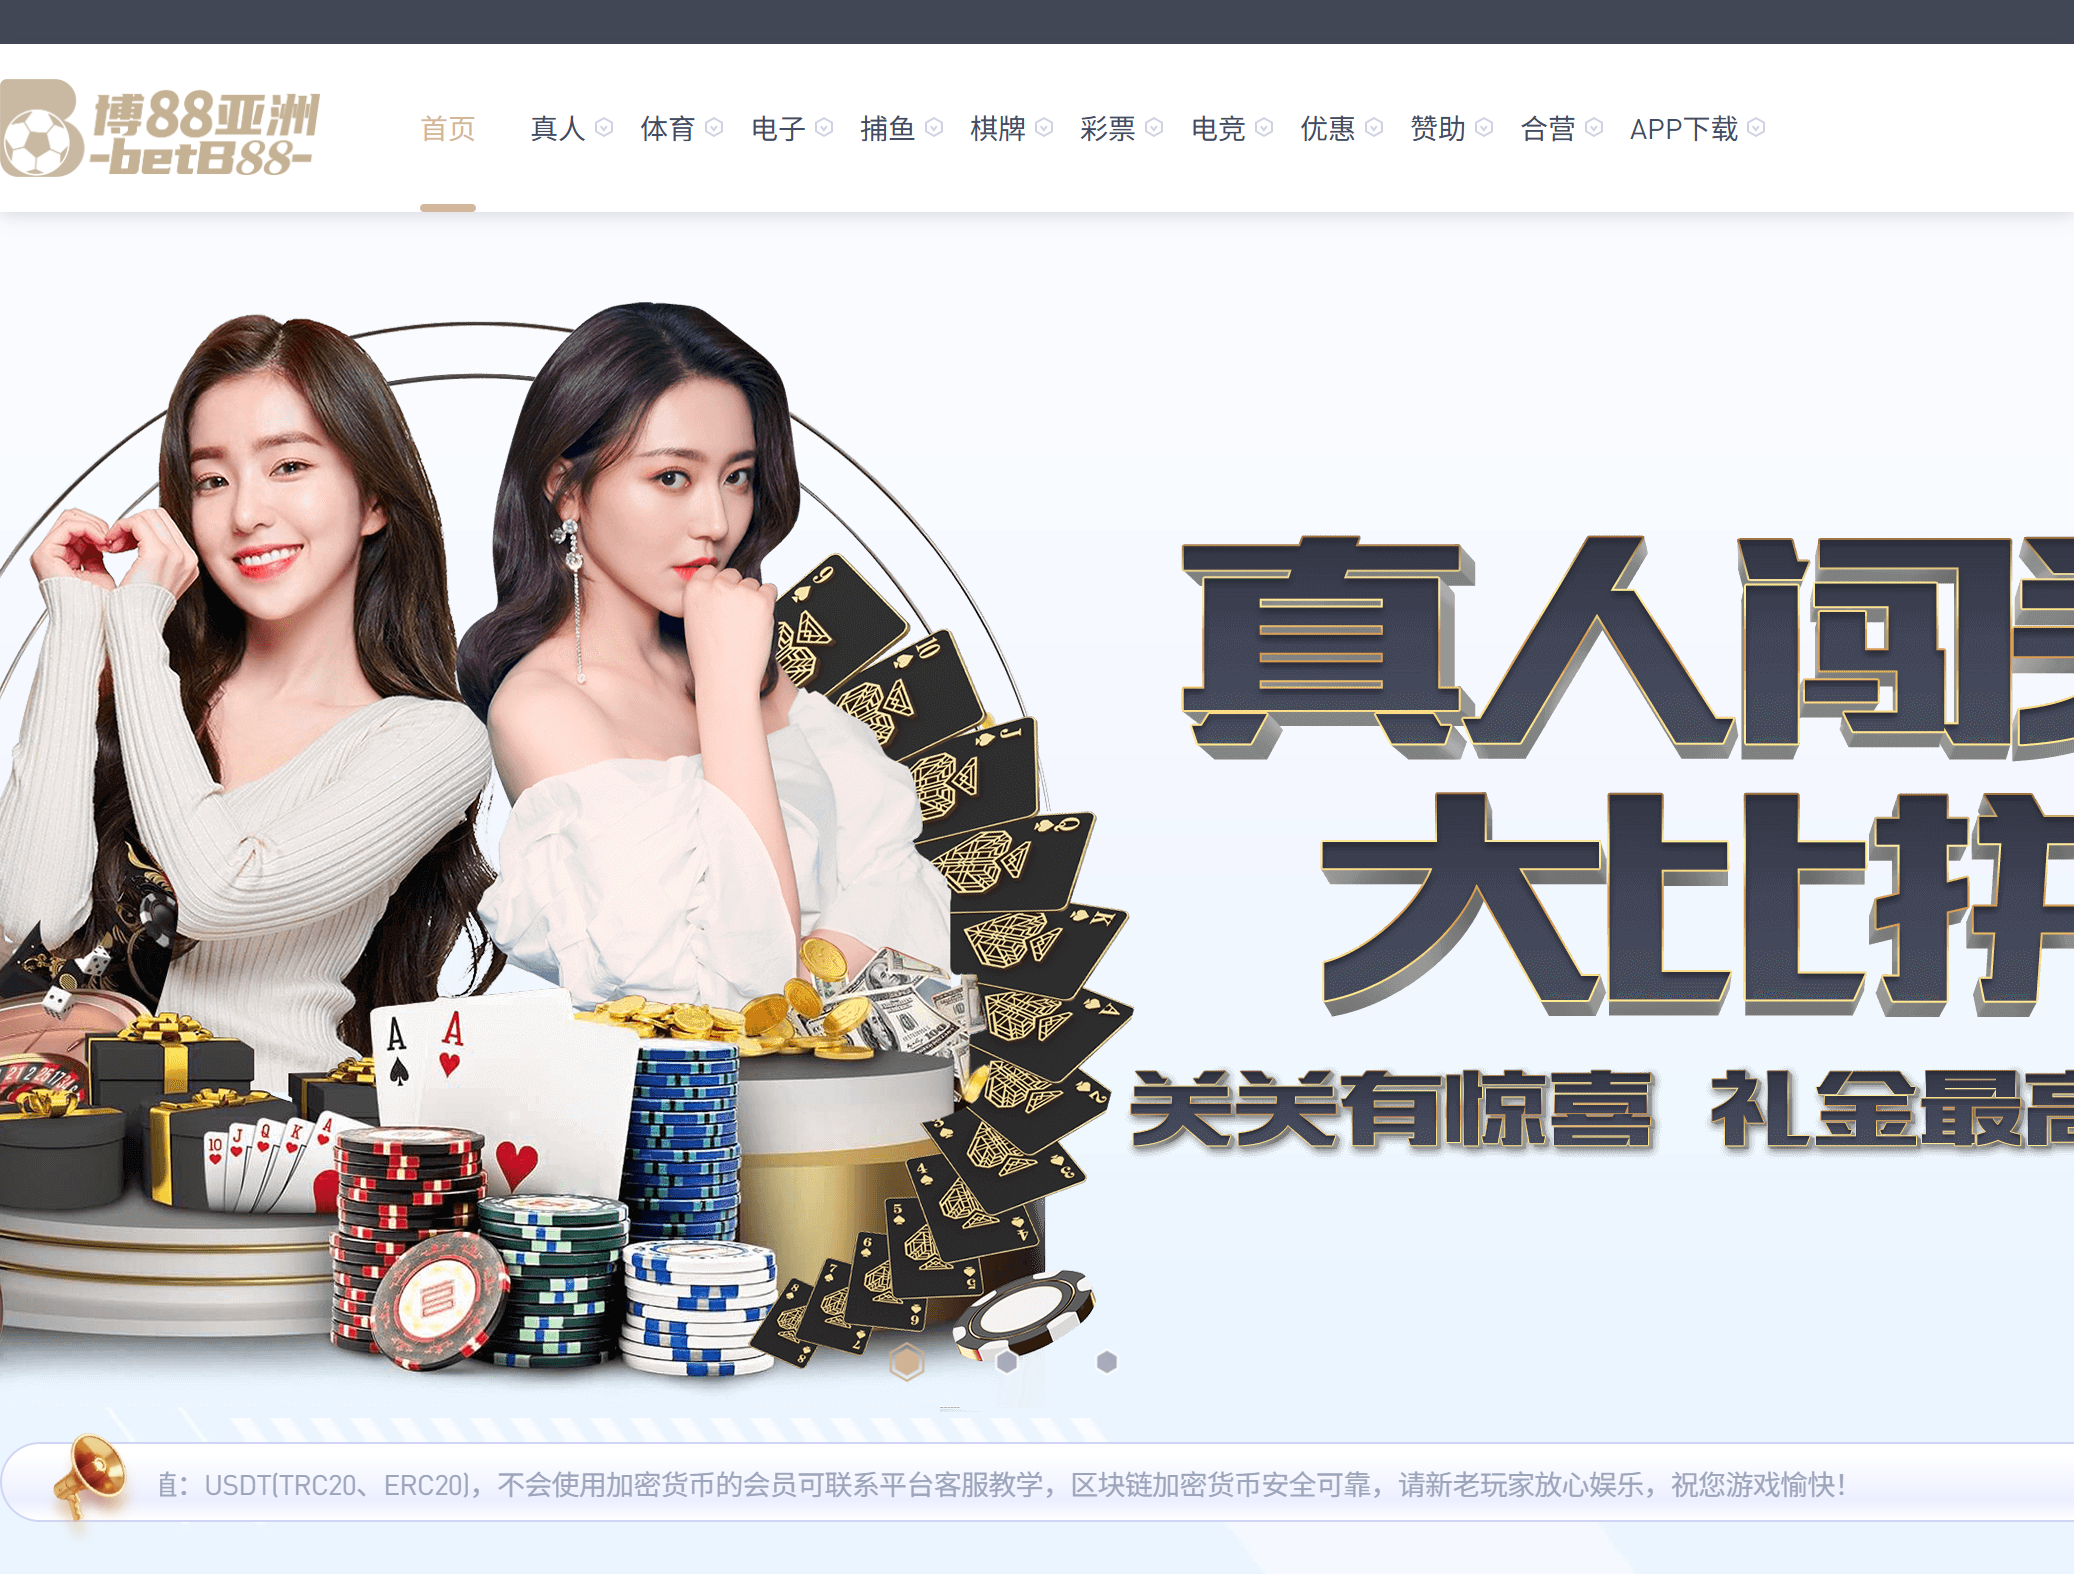 博88亚洲
-betB88-
首页 真人 体育 电子 捕鱼 棋牌 彩票 电竞 优惠 赞助 合营 APP下载
真人闯关
大比拼
关关有惊喜 礼金最高
值：USDT(TRC20、ERC20)，不会使用加密货币的会员可联系平台客服教学，区块链加密货币安全可靠，请新老玩家放心娱乐，祝您游戏愉快！